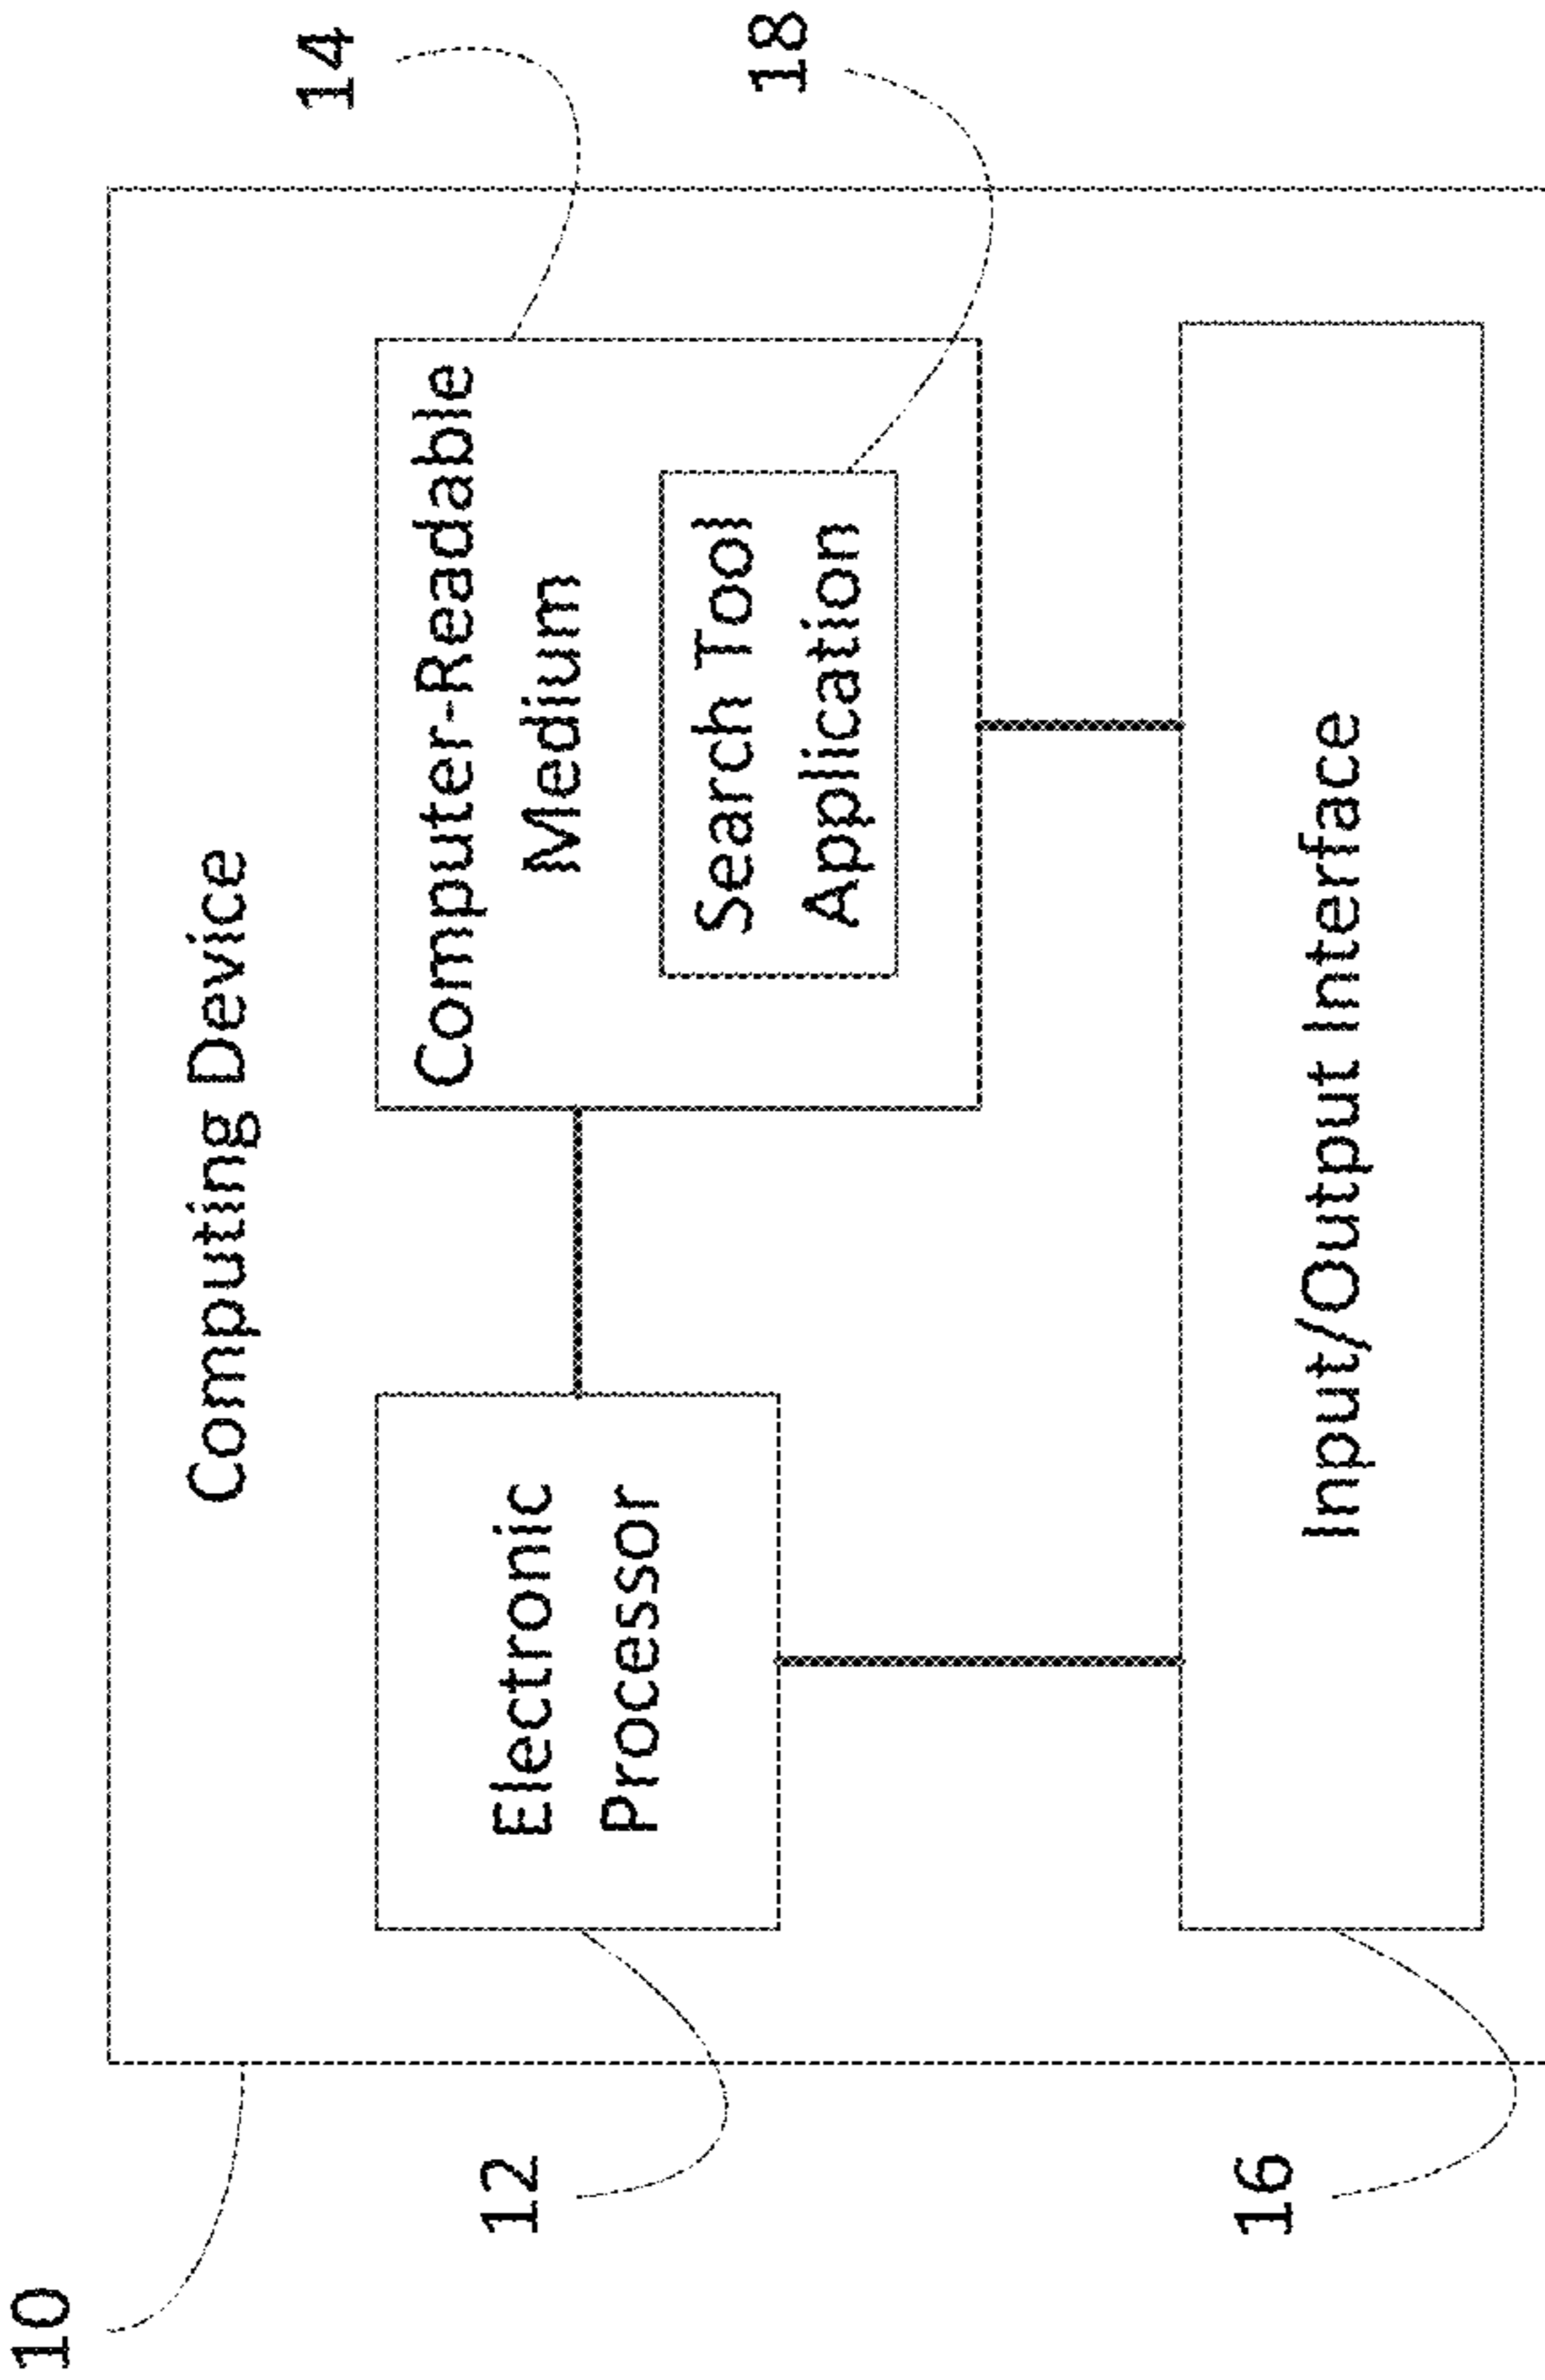 10
Computing Device
14
12
Electronic
Processor
Computer-Readable
Medium
18
Search Tool
Application
16
Input/Output Interface